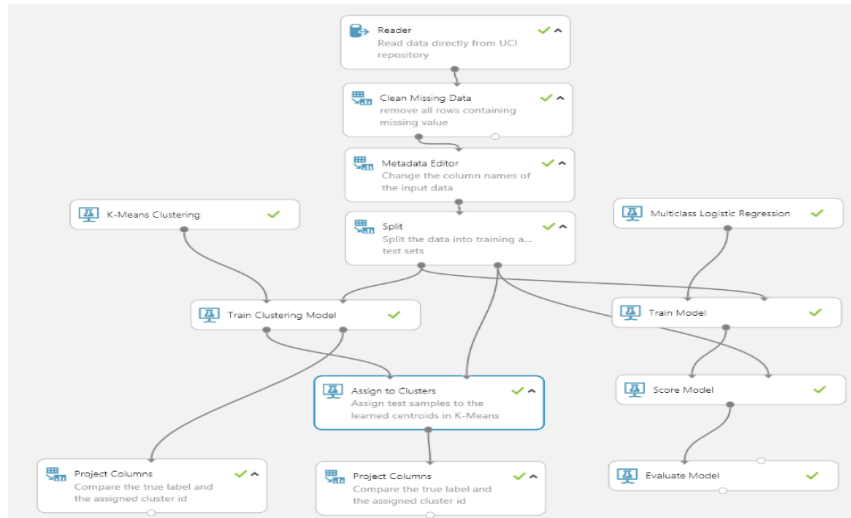 Reader
Read data directly from UCI
repository
Clean Missing Data
remove all rows containing
missing value
Metadata Editor
Change the column names of
the input data
K-Means Clustering
Split
Split the data into training a...
test sets
Multiclass Logistic Regression
Train Clustering Model
Train Model
Assign to Clusters
Assign test samples to the
learned centroids in K-Means
Score Model
Project Columns
Compare the true label and
the assigned cluster id
Project Columns
Compare the true label and
the assigned cluster id
Evaluate Model